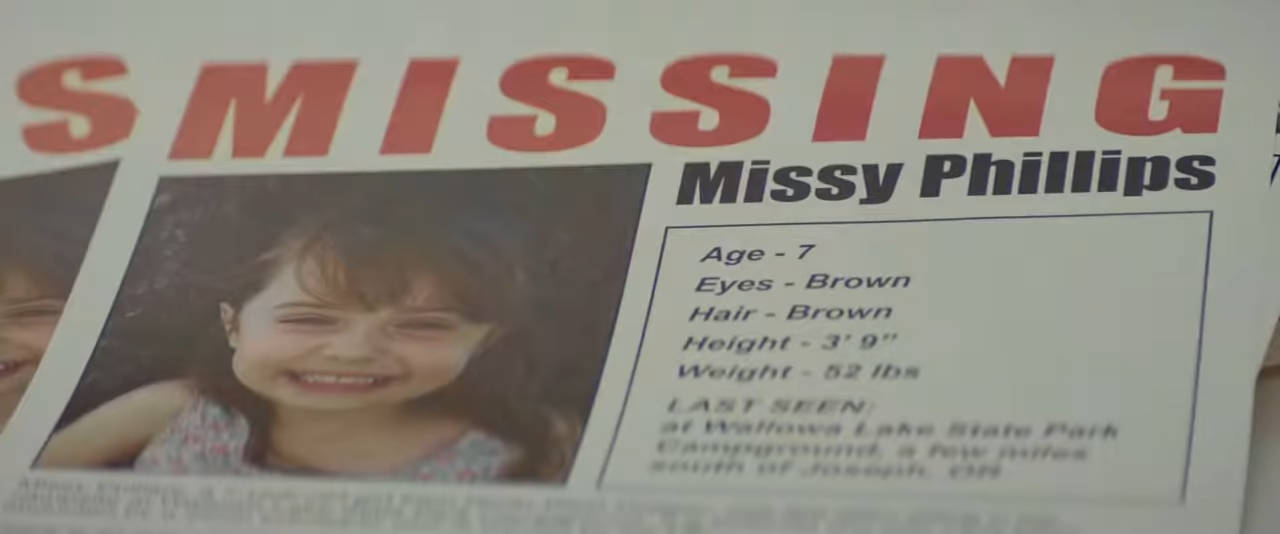 S MISSING
Missy Phillips
Age - 7
Eyes - Brown
Hair - Brown
Height - 3' 9"
Weight - 52 lbs
LAST SEEN:
at Wallowa Lake State Park
Campground, a few miles
south of Joseph, OR